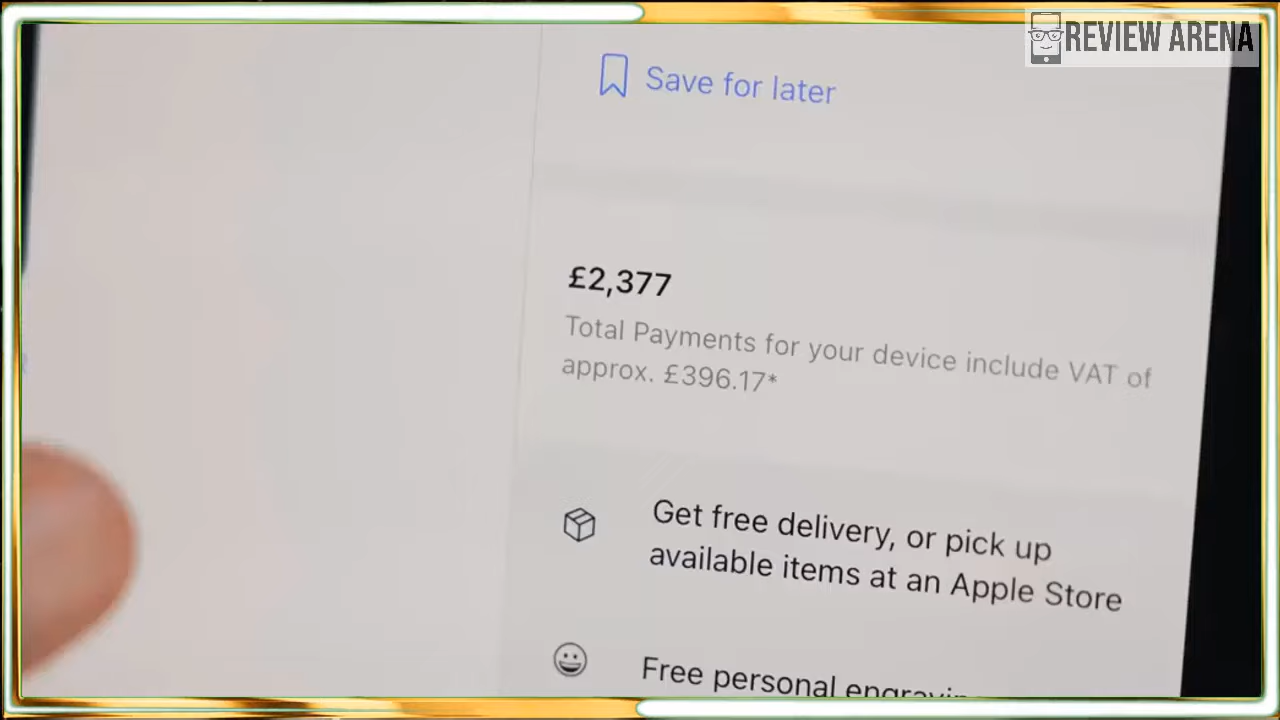 REVIEW ARENA
Save for later
£2,377
Total Payments for your device include VAT of
approx. £396.17*
Get free delivery, or pick up
available items at an Apple Store
Free personal